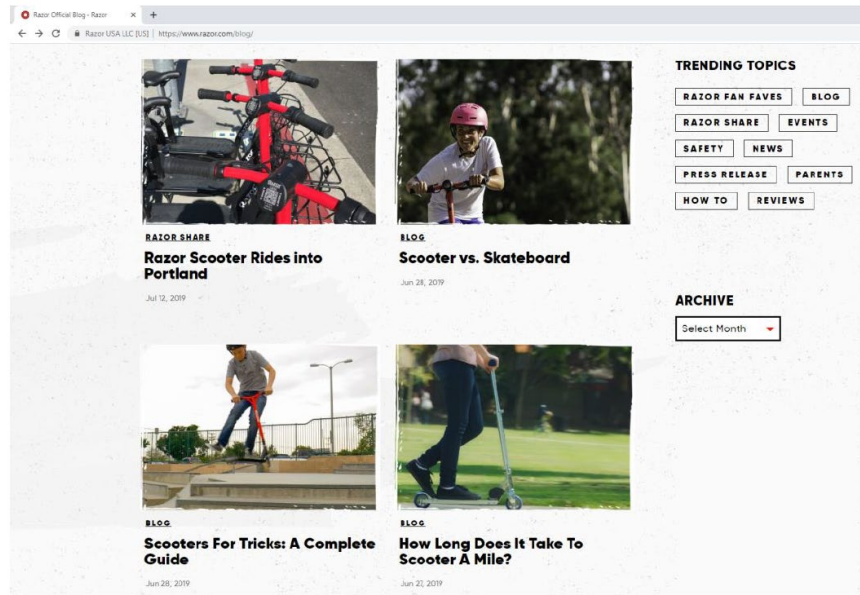 Razor Official Blog - Razor
Razor USA LLC [US] | https://www.razor.com/blog/
RAZOR SHARE
Razor Scooter Rides into
Portland
Jul 12, 2019
BLOG
Scooter vs. Skateboard
Jun 28, 2019
BLOG
Scooters For Tricks: A Complete
Guide
Jun 28, 2019
BLOG
How Long Does It Take To
Scooter A Mile?
Jun 27, 2019
TRENDING TOPICS
RAZOR FAN FAVES BLOG
RAZOR SHARE EVENTS
SAFETY NEWS
PRESS RELEASE PARENTS
HOW TO REVIEWS
ARCHIVE
Select Month